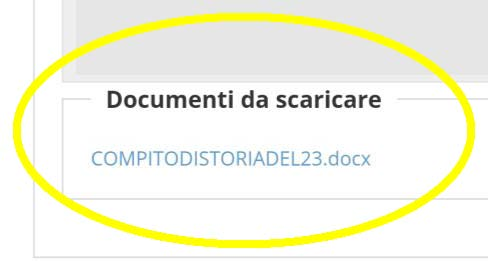 Documenti da scaricare
COMPITODISTORIADEL23.docx